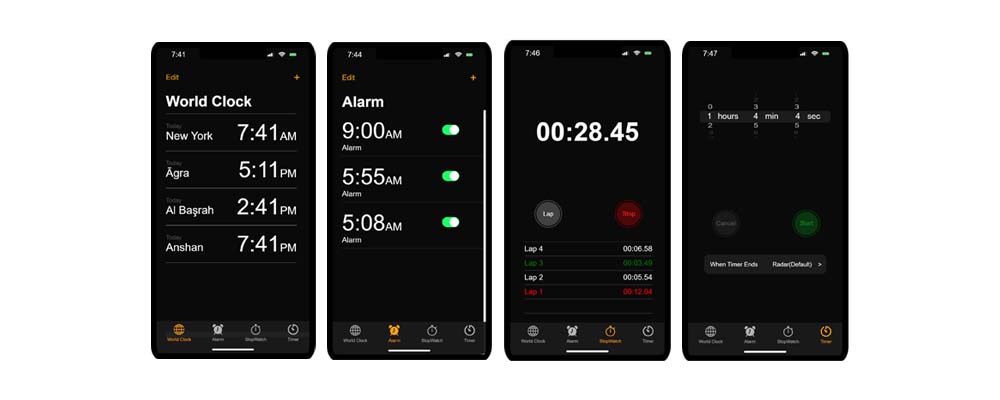 7:41
Edit +
World Clock
Today
New York 7:41AM
Today
Āgra 5:11PM
Today
Al Başrah 2:41PM
Today
Anshan 7:41PM
World Clock Alarm StopWatch Timer
7:44
Edit +
Alarm
9:00AM
Alarm
5:55AM
Alarm
5:08AM
Alarm
World Clock Alarm StopWatch Timer
7:46
00:28.45
Lap Stop
Lap 4 00:06.58
Lap 3 00:03.49
Lap 2 00:05.54
Lap 1 00:12.04
World Clock Alarm StopWatch Timer
7:47
0 3 3
1 hours 4 min 4 sec
2 5 5
Cancel Start
When Timer Ends Radar(Default) >
World Clock Alarm StopWatch Timer